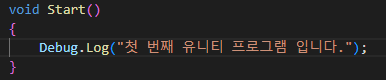 void Start()
{
Debug.Log("첫 번째 유니티 프로그램 입니다.");
}